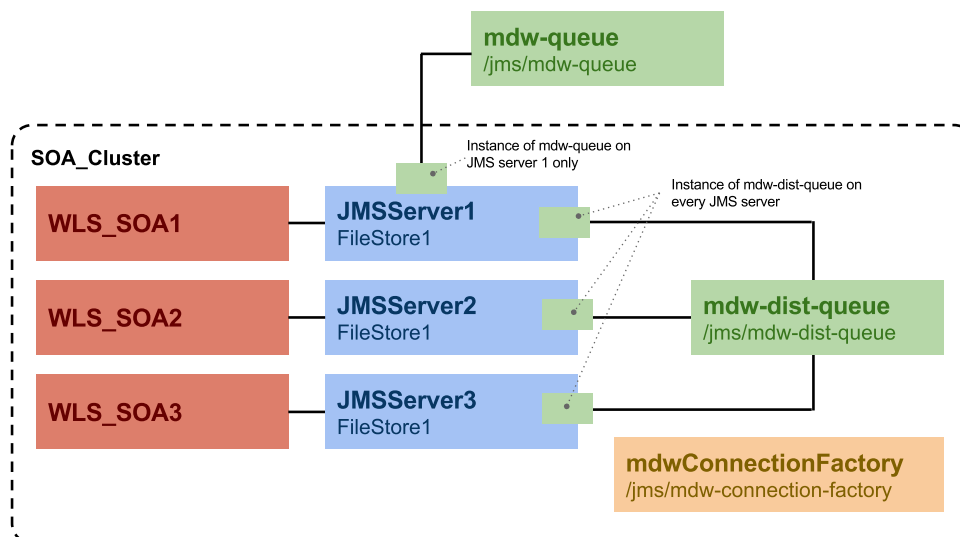 mdw-queue
/jms/mdw-queue
SOA_Cluster
Instance of mdw-queue on
JMS server 1 only
Instance of mdw-dist-queue on
every JMS server
WLS_SOA1
JMSServer1
FileStore1
WLS_SOA2
JMSServer2
FileStore1
mdw-dist-queue
/jms/mdw-dist-queue
WLS_SOA3
JMSServer3
FileStore1
mdwConnectionFactory
/jms/mdw-connection-factory